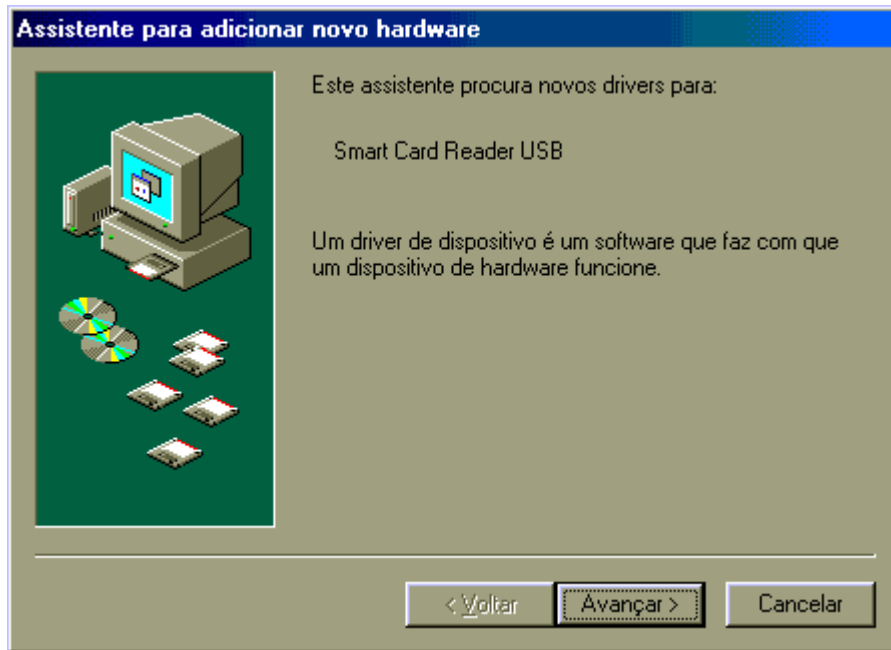 Assistente para adicionar novo hardware
Este assistente procura novos drivers para:
Smart Card Reader USB
Um driver de dispositivo é um software que faz com que
um dispositivo de hardware funcione.
< Voltar
Avançar >
Cancelar